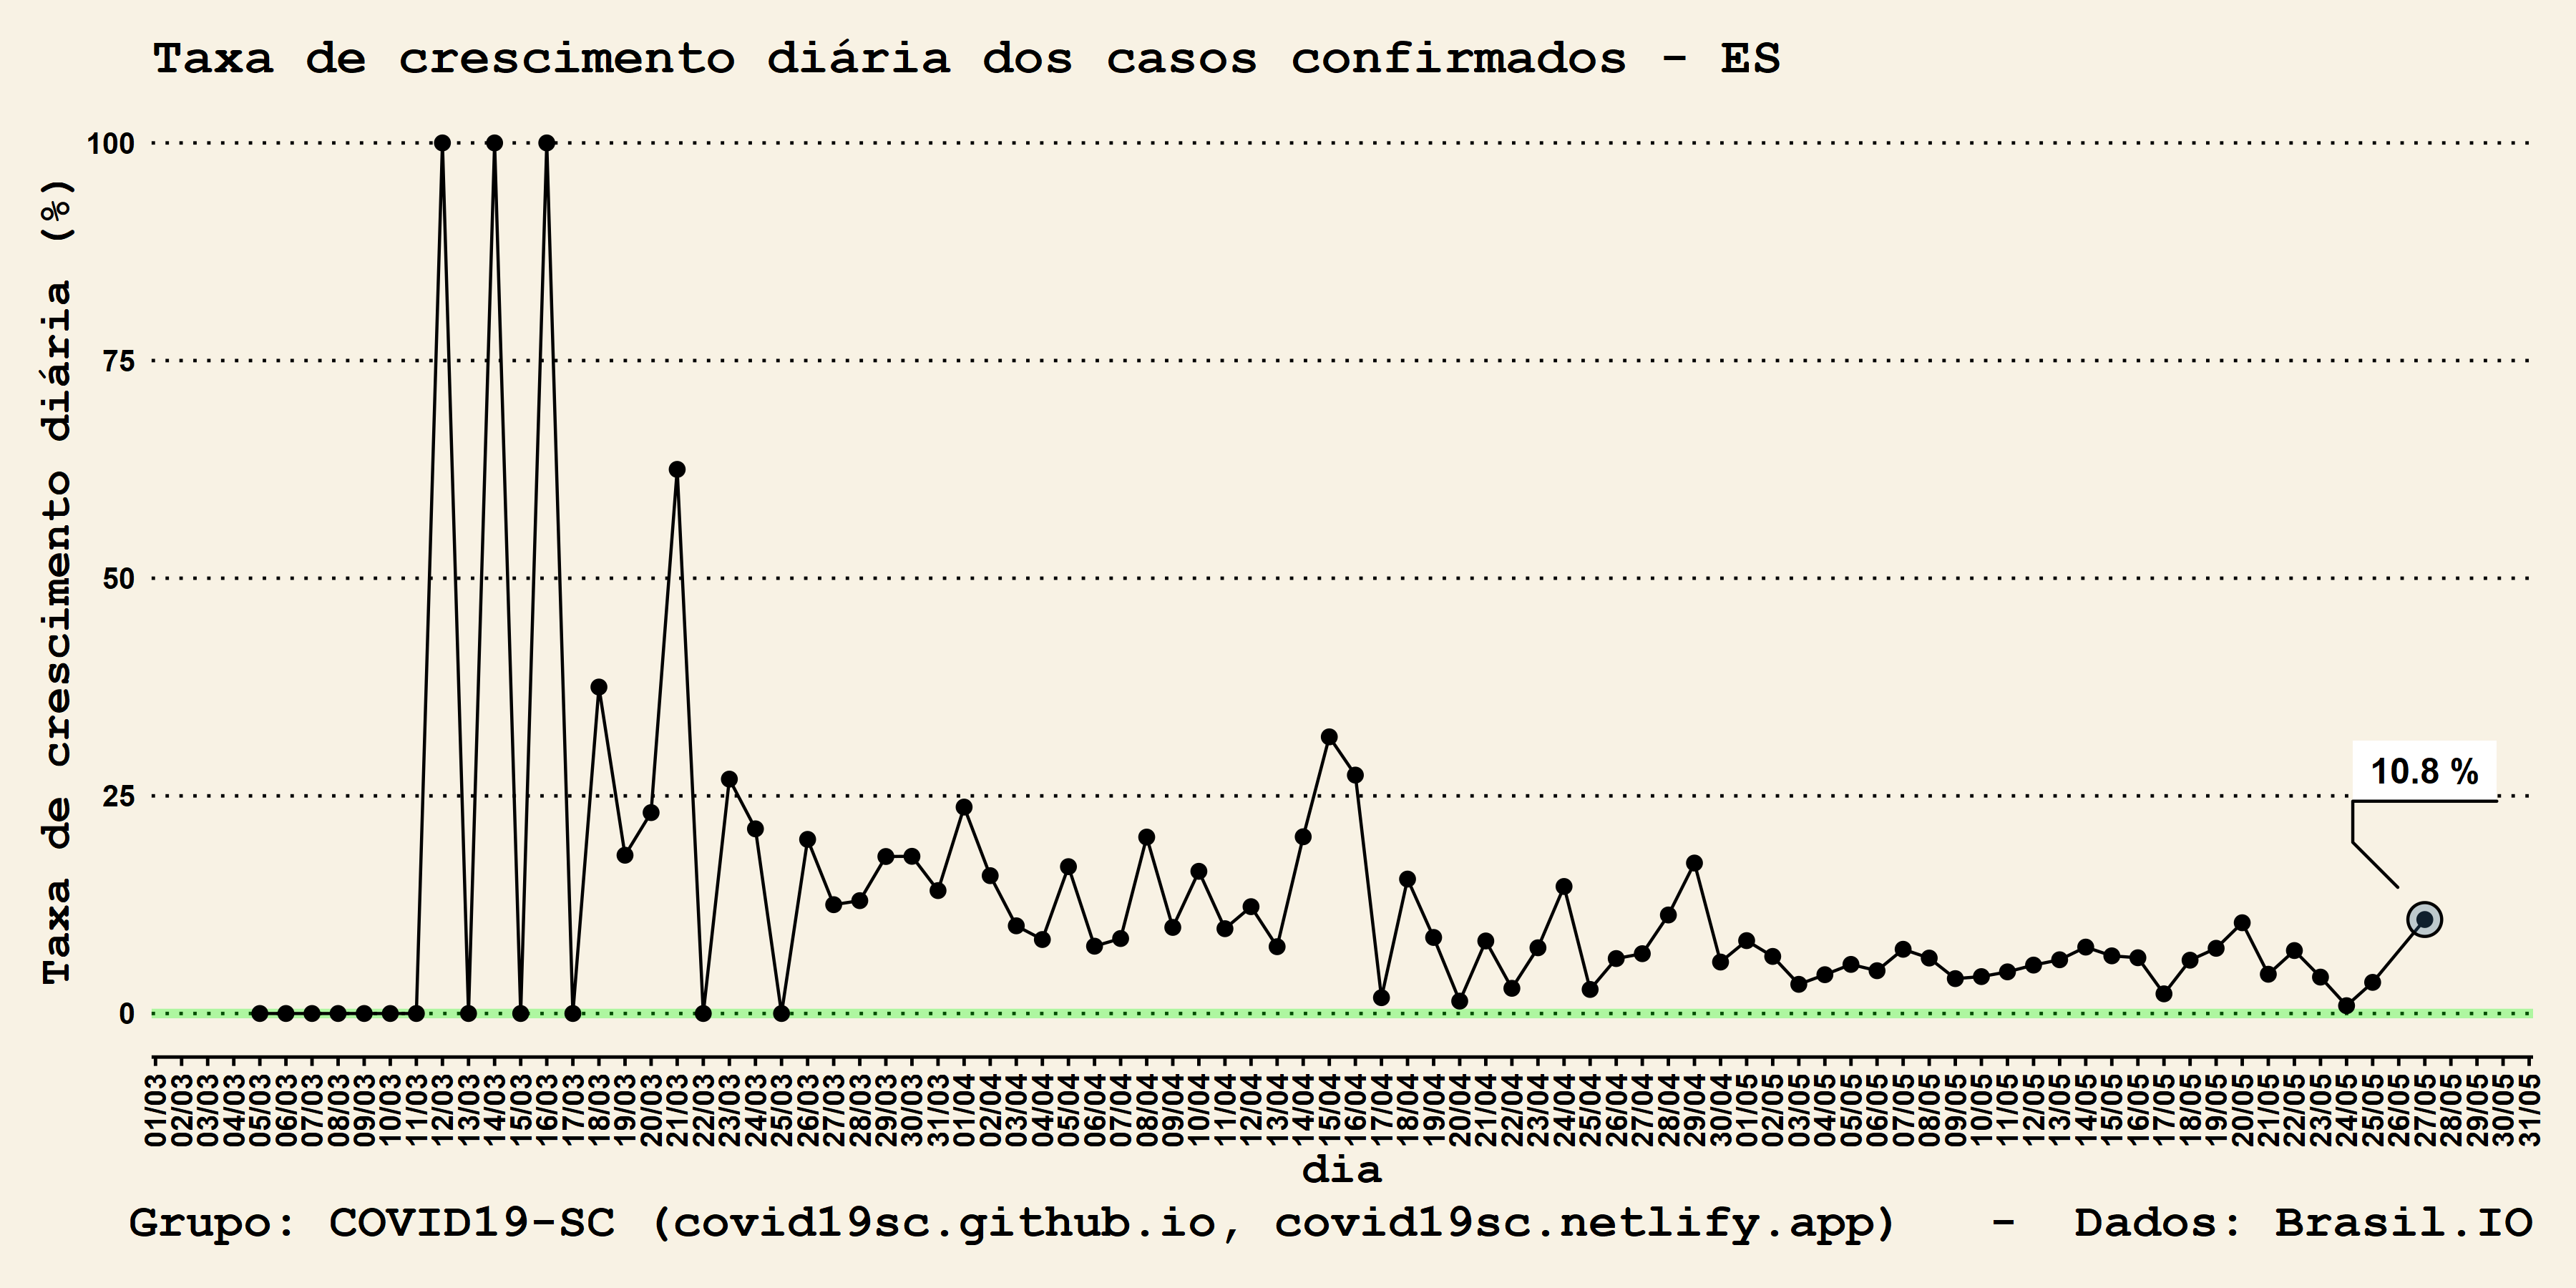 Taxa de crescimento diária dos casos confirmados - ES
Taxa de crescimento diária (%)
100
75
50
25
0
10.8 %
01/03 02/03 03/03 04/03 05/03 06/03 07/03 08/03 09/03 10/03 11/03 12/03 13/03 14/03 15/03 16/03 17/03 18/03 19/03 20/03 21/03 22/03 23/03 24/03 25/03 26/03 27/03 28/03 29/03 30/03 31/03 01/04 02/04 03/04 04/04 05/04 06/04 07/04 08/04 09/04 10/04 11/04 12/04 13/04 14/04 15/04 16/04 17/04 18/04 19/04 20/04 21/04 22/04 23/04 24/04 25/04 26/04 27/04 28/04 29/04 30/04 01/05 02/05 03/05 04/05 05/05 06/05 07/05 08/05 09/05 10/05 11/05 12/05 13/05 14/05 15/05 16/05 17/05 18/05 19/05 20/05 21/05 22/05 23/05 24/05 25/05 26/05 27/05 28/05 29/05 30/05 31/05
dia
Grupo: COVID19-SC (covid19sc.github.io, covid19sc.netlify.app) - Dados: Brasil.IO